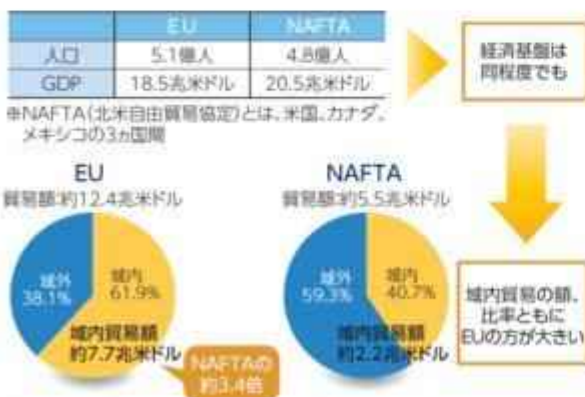 EU NAFTA
人口 5.1億人 4.8億人
GDP 18.5兆米ドル 20.5兆米ドル
※NAFTA(北米自由貿易協定)とは、米国、カナダ、
メキシコの3ヵ国間
経済基盤は
同程度でも
EU
貿易額:約12.4兆米ドル
域外
38.1%
域内
61.9%
域内貿易額
約7.7兆米ドル
NAFTAの
約3.4倍
NAFTA
貿易額:約5.5兆米ドル
域外
59.3%
域内
40.7%
域内貿易額
約2.2兆米ドル
域内貿易の額、
比率ともに
EUの方が大きい